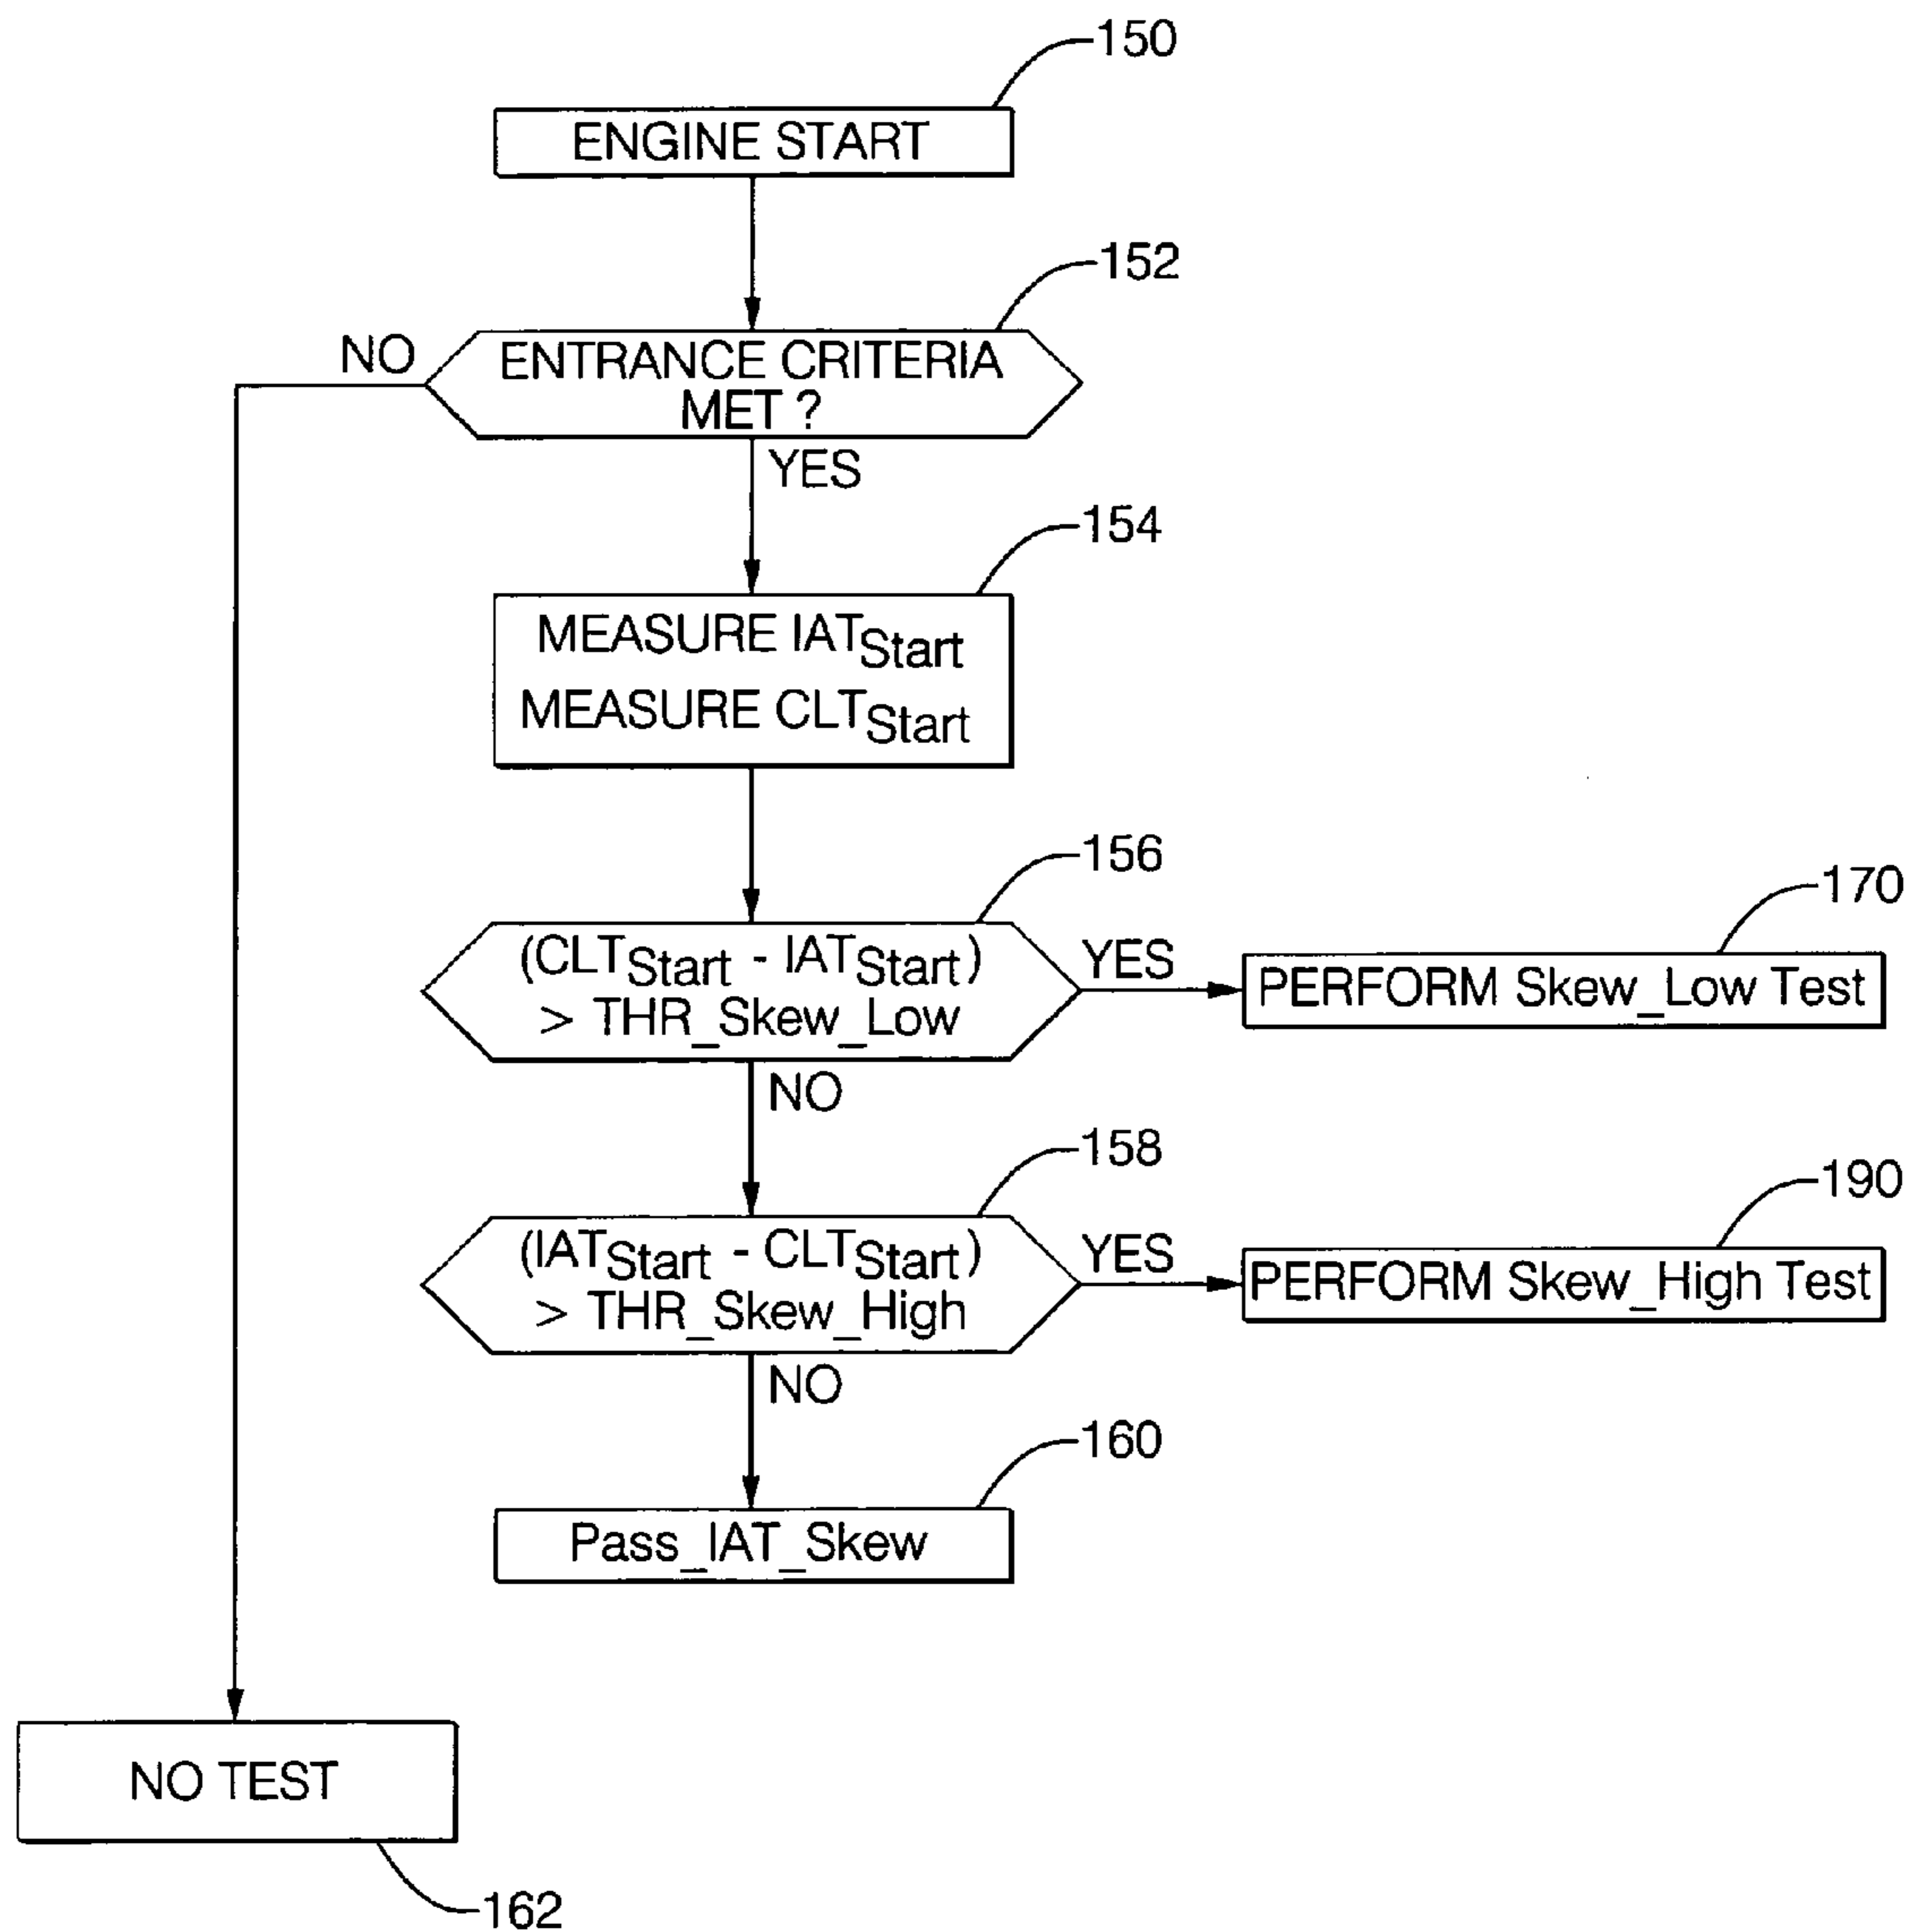 150
ENGINE START
152
NO
ENTRANCE CRITERIA
MET ?
YES
154
MEASURE IATStart
MEASURE CLTStart
156
170
(CLTStart - IATStart)
> THR_Skew_Low
YES
PERFORM Skew_Low Test
NO
158
190
(IATStart - CLTStart)
> THR_Skew_High
YES
PERFORM Skew_High Test
NO
160
Pass_IAT_Skew
NO TEST
162